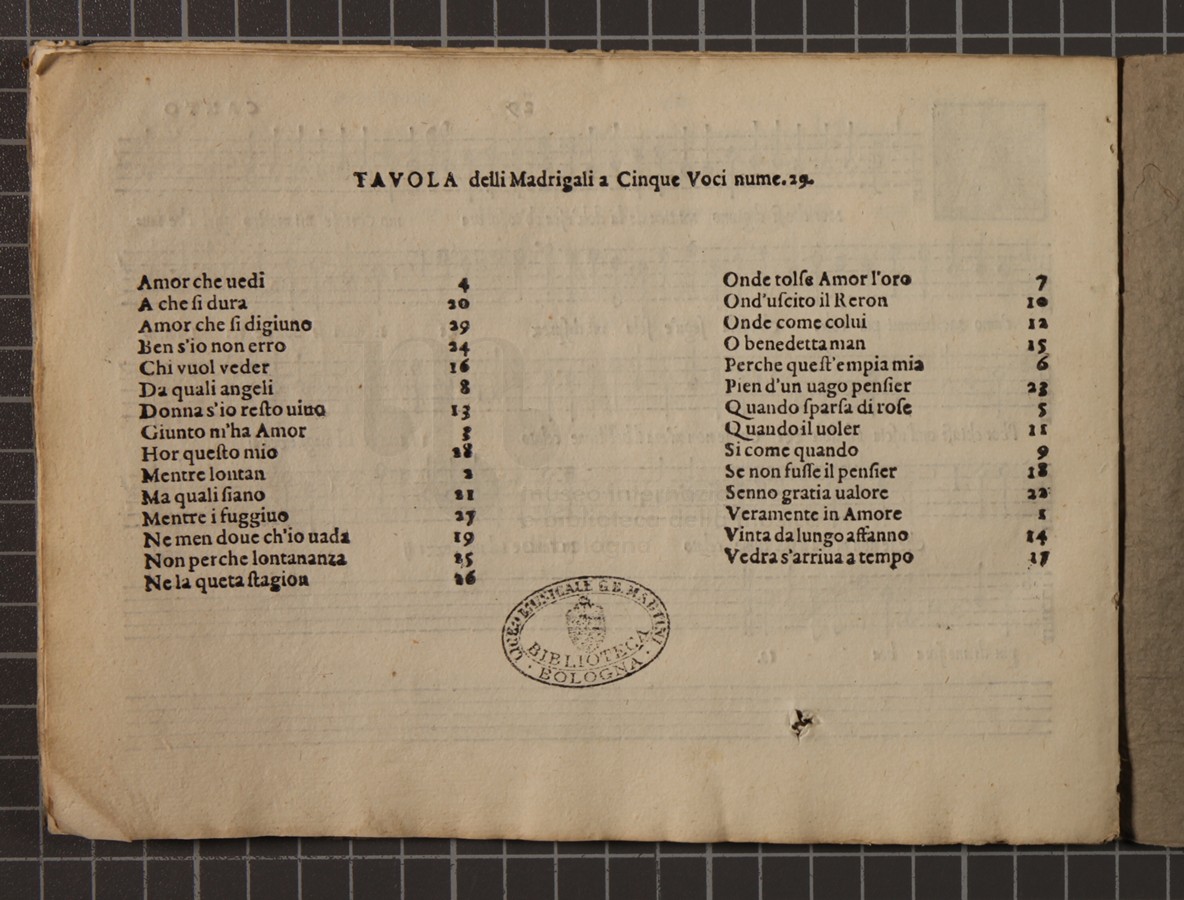 TAVOLA delli Madrigali a Cinque Voci nume.29.
Amor che uedi 4
A che ſi dura 20
Amor che ſi digiuno 29
Ben s'io non erro 24
Chi vuol veder 16
Da quali angeli 8
Donna s'io reſto uiuo 13
Giunto m'ha Amor 3
Hor queſto mio 28
Mentre lontan 2
Ma quali ſiano 21
Mentre i fuggiuo 27
Ne men doue ch'io uada 19
Non perche lontananza 25
Ne la queta ſtagion 26
Onde tolſe Amor l'oro 7
Ond'uſcito il Reron 10
Onde come colui 12
O benedetta man 15
Perche queſt'empia mia 6
Pien d'un uago penſier 23
Quando ſparſa di roſe 5
Quando il uoler 11
Si come quando 9
Se non fuſſe il penſier 18
Senno gratia ualore 22
Veramente in Amore 1
Vinta da lungo affanno 14
Vedra s'arriua a tempo 17
LICEO MUSICALE G.B. MARTINI
BIBLIOTECA
BOLOGNA